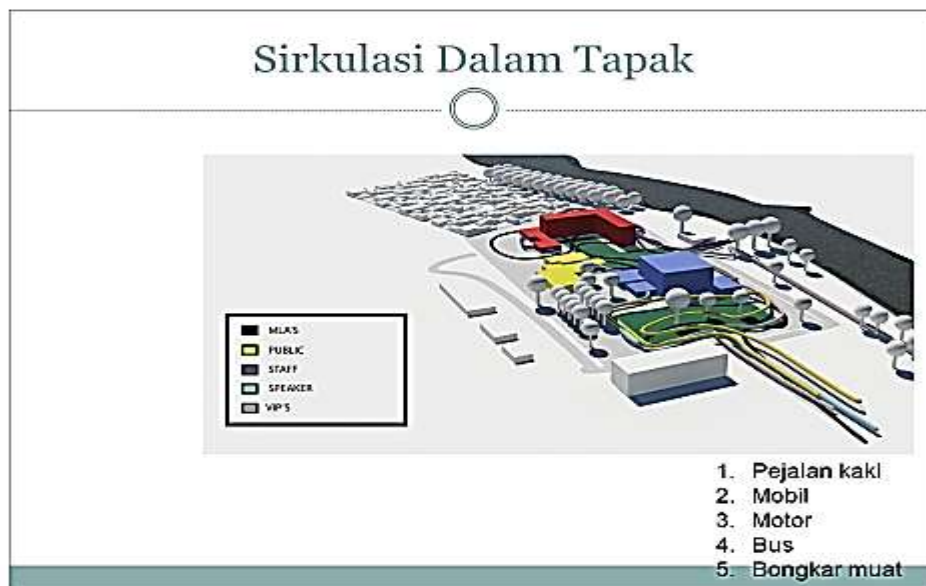 Sirkulasi Dalam Tapak
MLA'S
PUBLIC
STAFF
SPEAKER
VIP'S
1. Pejalan kaki
2. Mobil
3. Motor
4. Bus
5. Bongkar muat